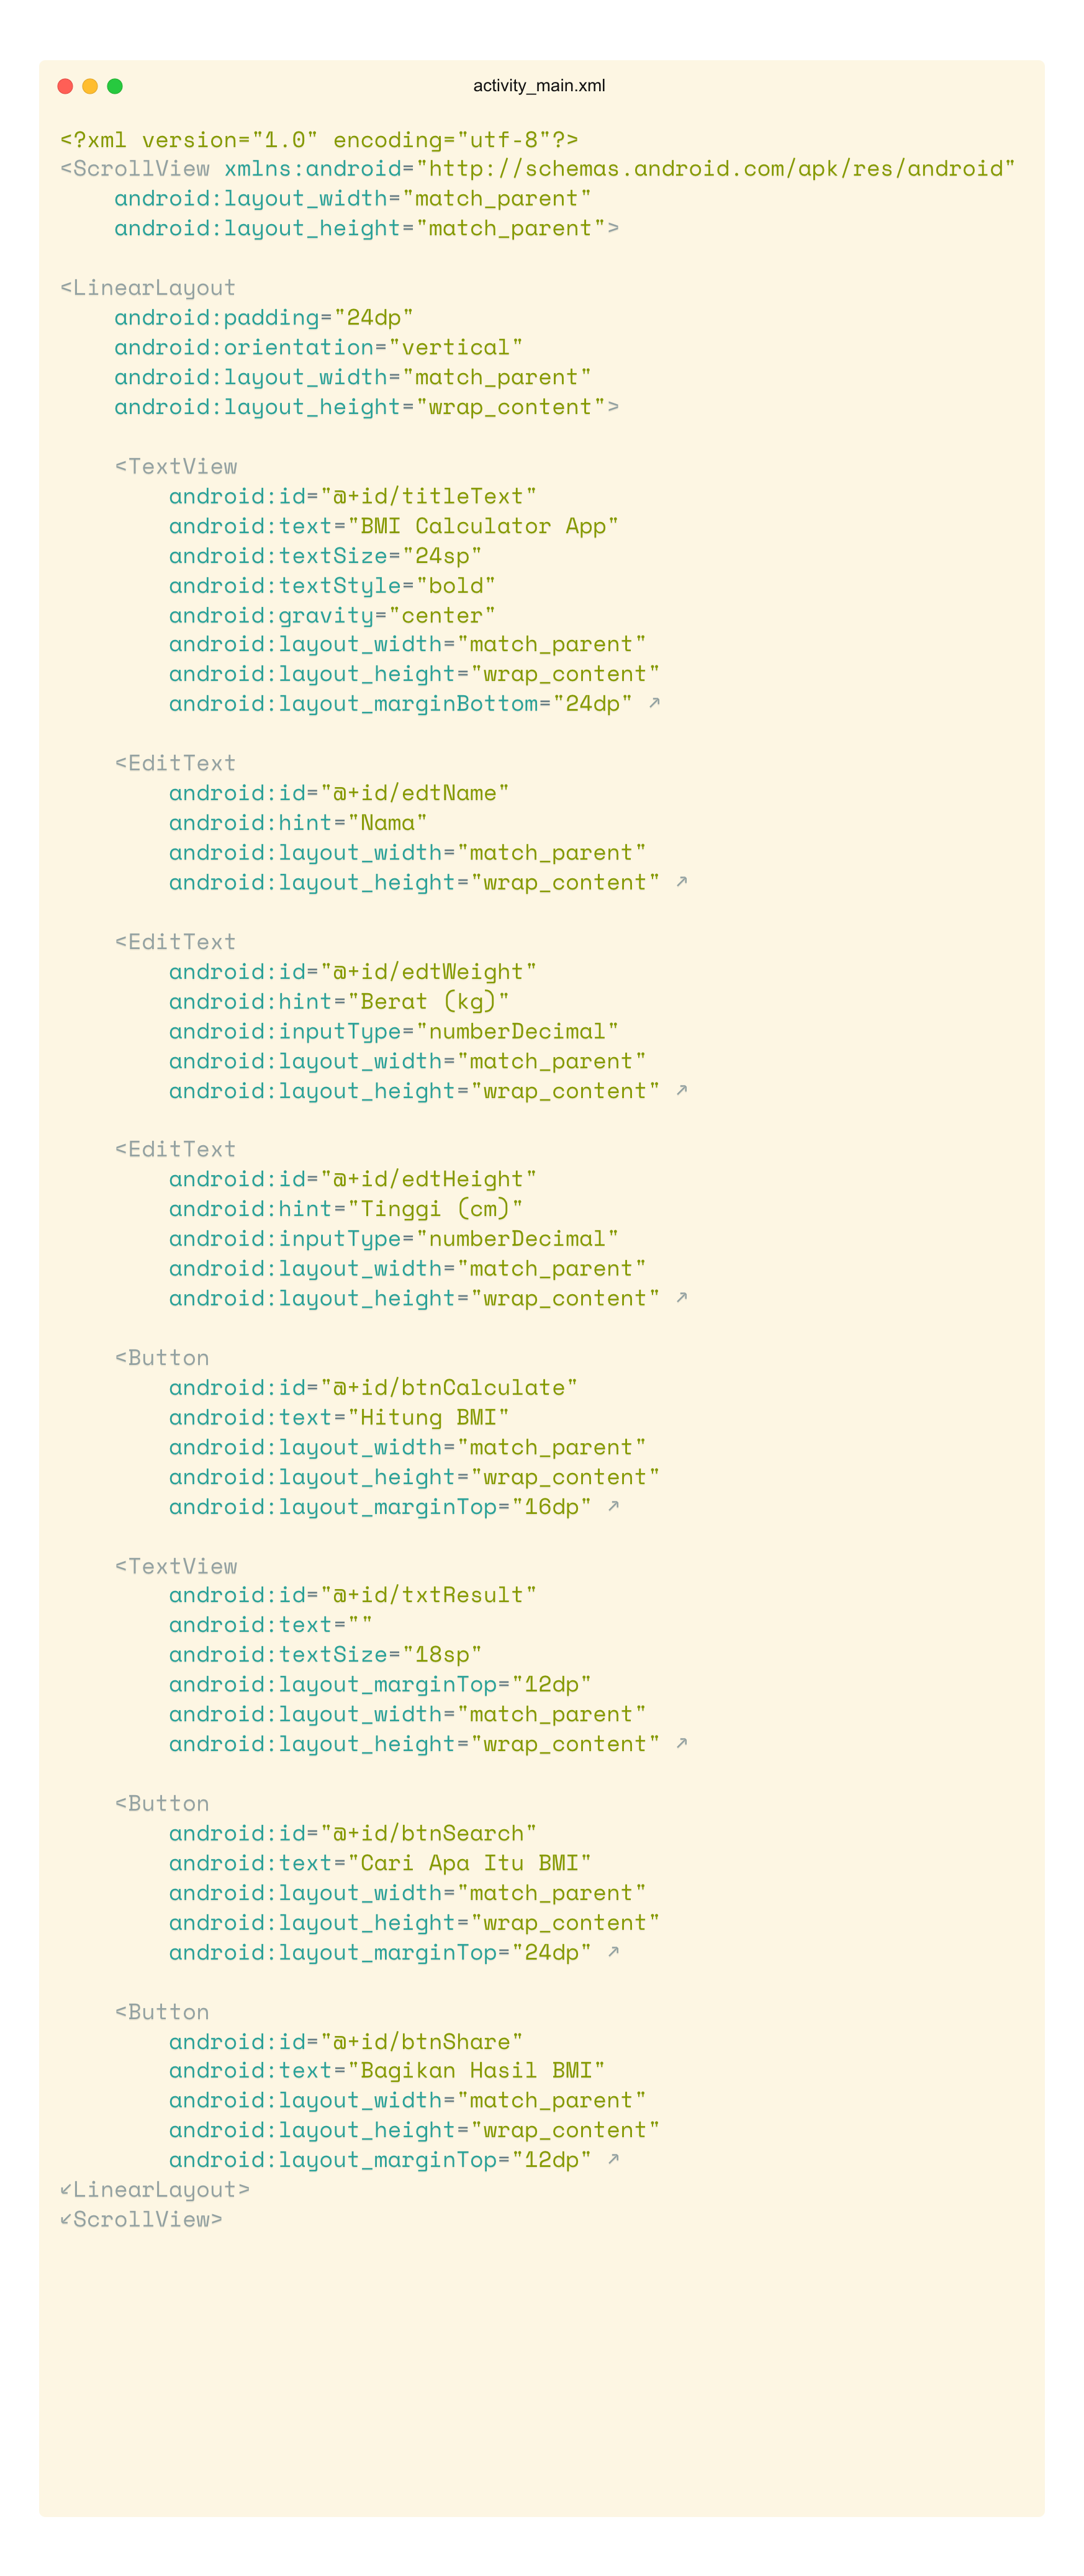 activity_main.xml
<?xml version="1.0" encoding="utf-8"?>
<ScrollView xmlns:android="http://schemas.android.com/apk/res/android"
    android:layout_width="match_parent"
    android:layout_height="match_parent">

<LinearLayout
    android:padding="24dp"
    android:orientation="vertical"
    android:layout_width="match_parent"
    android:layout_height="wrap_content">

    <TextView
        android:id="@+id/titleText"
        android:text="BMI Calculator App"
        android:textSize="24sp"
        android:textStyle="bold"
        android:gravity="center"
        android:layout_width="match_parent"
        android:layout_height="wrap_content"
        android:layout_marginBottom="24dp" ↗

    <EditText
        android:id="@+id/edtName"
        android:hint="Nama"
        android:layout_width="match_parent"
        android:layout_height="wrap_content" ↗

    <EditText
        android:id="@+id/edtWeight"
        android:hint="Berat (kg)"
        android:inputType="numberDecimal"
        android:layout_width="match_parent"
        android:layout_height="wrap_content" ↗

    <EditText
        android:id="@+id/edtHeight"
        android:hint="Tinggi (cm)"
        android:inputType="numberDecimal"
        android:layout_width="match_parent"
        android:layout_height="wrap_content" ↗

    <Button
        android:id="@+id/btnCalculate"
        android:text="Hitung BMI"
        android:layout_width="match_parent"
        android:layout_height="wrap_content"
        android:layout_marginTop="16dp" ↗

    <TextView
        android:id="@+id/txtResult"
        android:text=""
        android:textSize="18sp"
        android:layout_marginTop="12dp"
        android:layout_width="match_parent"
        android:layout_height="wrap_content" ↗

    <Button
        android:id="@+id/btnSearch"
        android:text="Cari Apa Itu BMI"
        android:layout_width="match_parent"
        android:layout_height="wrap_content"
        android:layout_marginTop="24dp" ↗

    <Button
        android:id="@+id/btnShare"
        android:text="Bagikan Hasil BMI"
        android:layout_width="match_parent"
        android:layout_height="wrap_content"
        android:layout_marginTop="12dp" ↗
↙LinearLayout>
↙ScrollView>